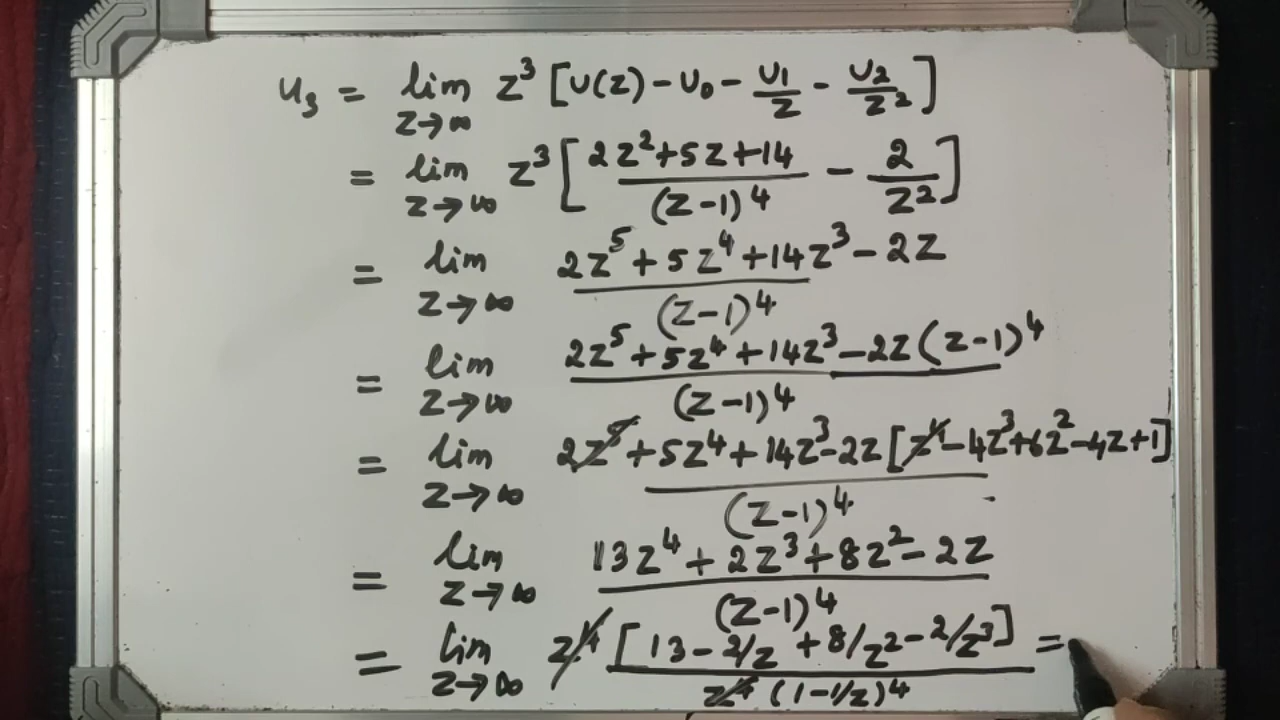 u₃ = lim z→∞ z³ [U(z) − U₀ − U₁/z − U₂/z²]
= lim z→∞ z³ [(2z²+5z+14)/(z−1)⁴ − 2/z²]
= lim z→∞ (2z⁵+5z⁴+14z³)/(z−1)⁴ − 2z
= lim z→∞ (2z⁵+5z⁴+14z³−2z(z−1)⁴)/(z−1)⁴
= lim z→∞ (2z⁵+5z⁴+14z³−2z[z⁴−4z³+6z²−4z+1])/(z−1)⁴
= lim z→∞ (13z⁴+2z³+8z²−2z)/(z−1)⁴
= lim z→∞ z⁴[13−2/z+8/z²−2/z³]/z⁴(1−1/z)⁴ =